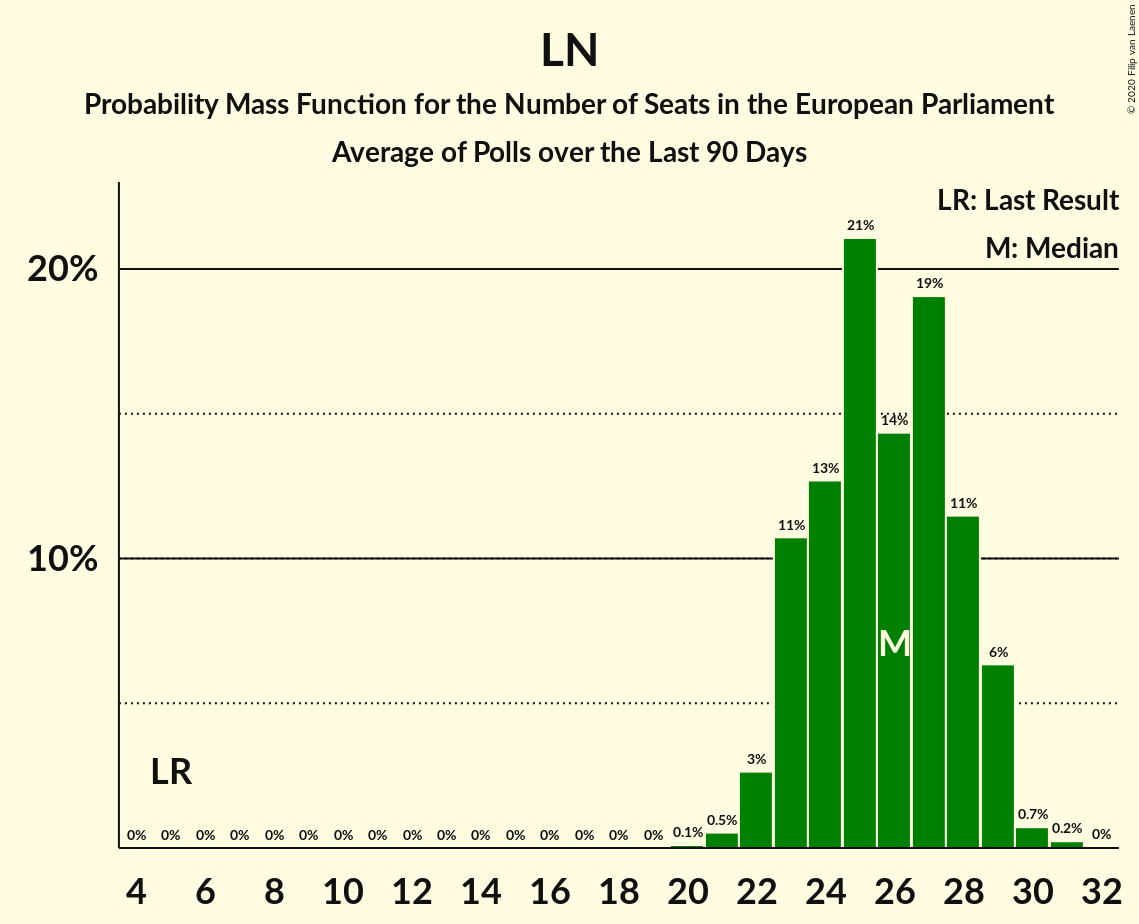 LN
Probability Mass Function for the Number of Seats in the European Parliament
Average of Polls over the Last 90 Days
© 2020 Filip van Laenen
LR: Last Result
M: Median
20%
10%
21%
19%
14%
13%
11%
11%
M
6%
LR
3%
0% 0% 0% 0% 0% 0% 0% 0% 0% 0% 0% 0% 0% 0% 0% 0% 0.1% 0.5% 0.7% 0.2% 0%
4 6 8 10 12 14 16 18 20 22 24 26 28 30 32